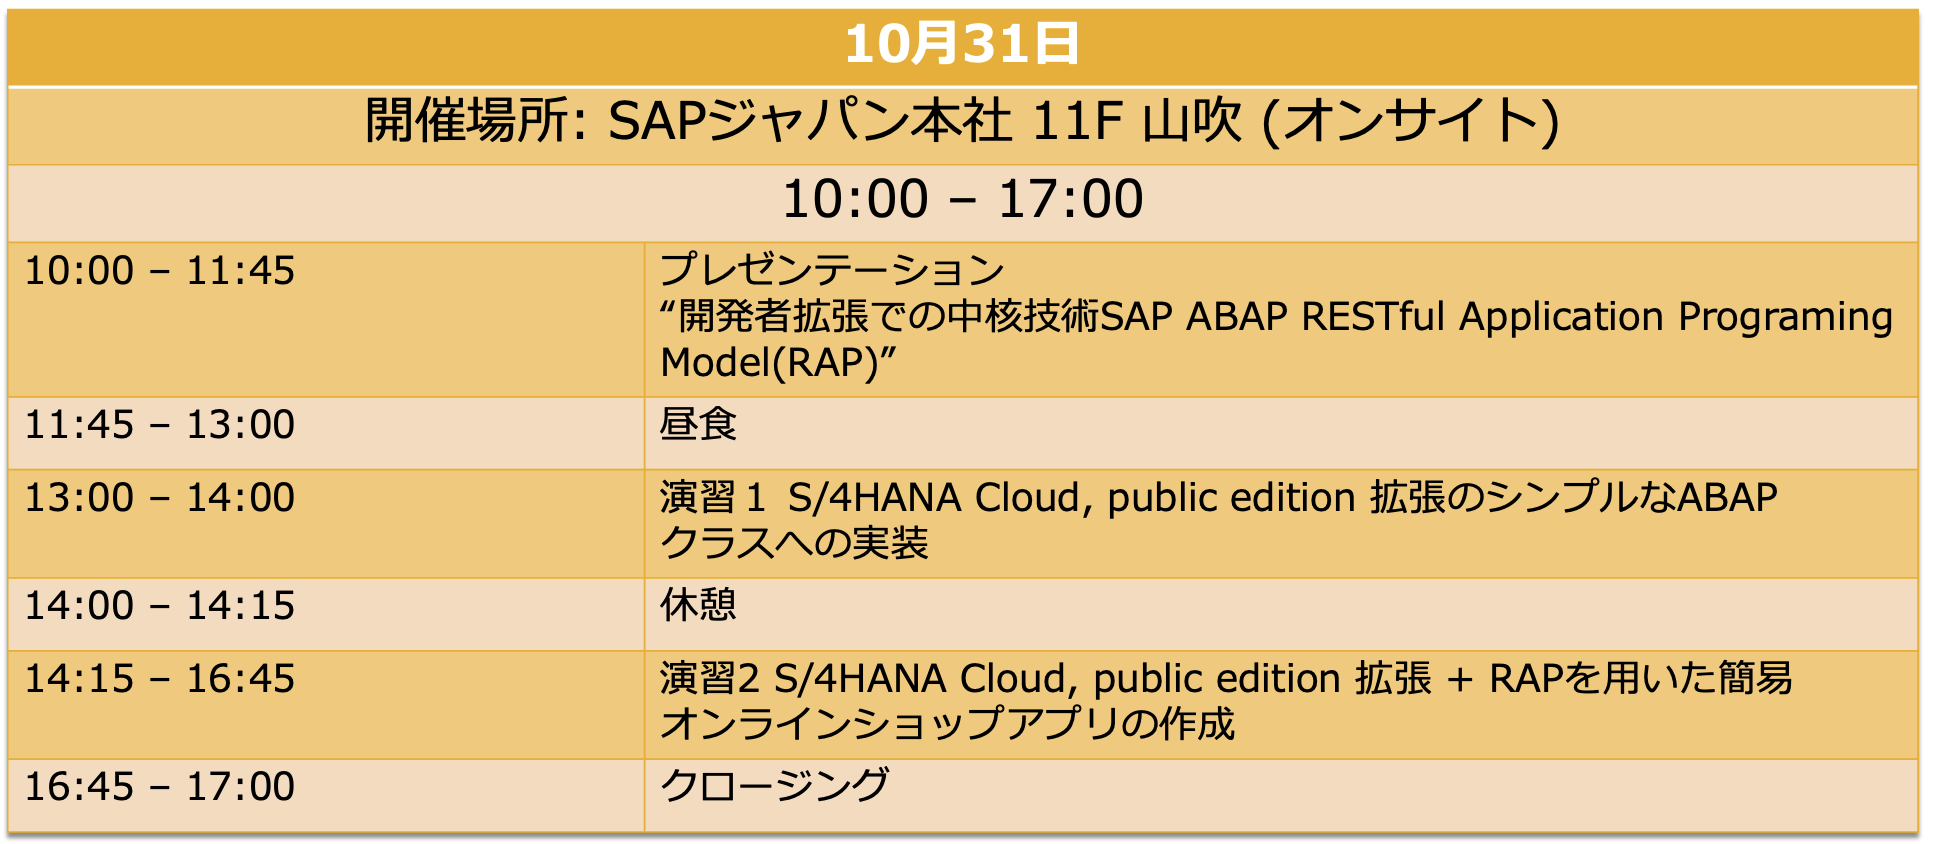 10月31日
開催場所: SAPジャパン本社 11F 山吹 (オンサイト)
10:00 – 17:00
10:00 – 11:45
プレゼンテーション
“開発者拡張での中核技術SAP ABAP RESTful Application Programing
Model(RAP)”
11:45 – 13:00
昼食
13:00 – 14:00
演習１ S/4HANA Cloud, public edition 拡張のシンプルなABAP
クラスへの実装
14:00 – 14:15
休憩
14:15 – 16:45
演習2 S/4HANA Cloud, public edition 拡張 + RAPを用いた簡易
オンラインショップアプリの作成
16:45 – 17:00
クロージング